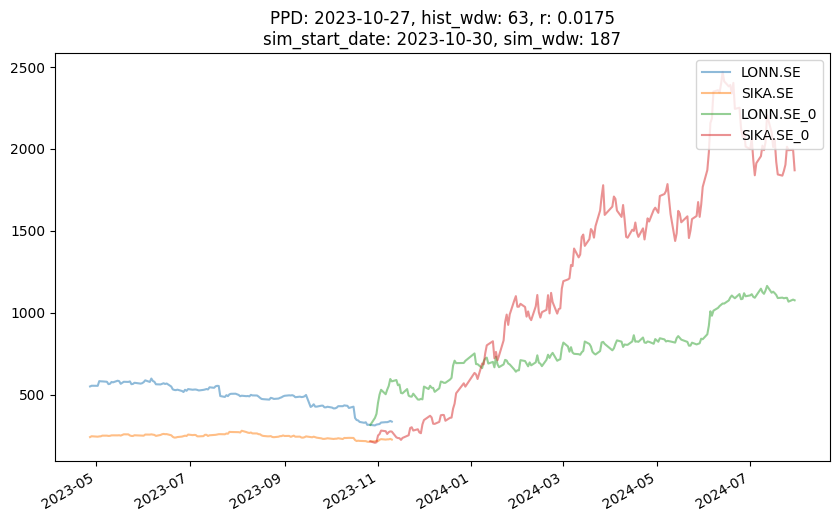 PPD: 2023-10-27, hist_wdw: 63, r: 0.0175
sim_start_date: 2023-10-30, sim_wdw: 187
2500
2000
1500
1000
500
LONN.SE
SIKA.SE
LONN.SE_0
SIKA.SE_0
2023-05
2023-07
2023-09
2023-11
2024-01
2024-03
2024-05
2024-07